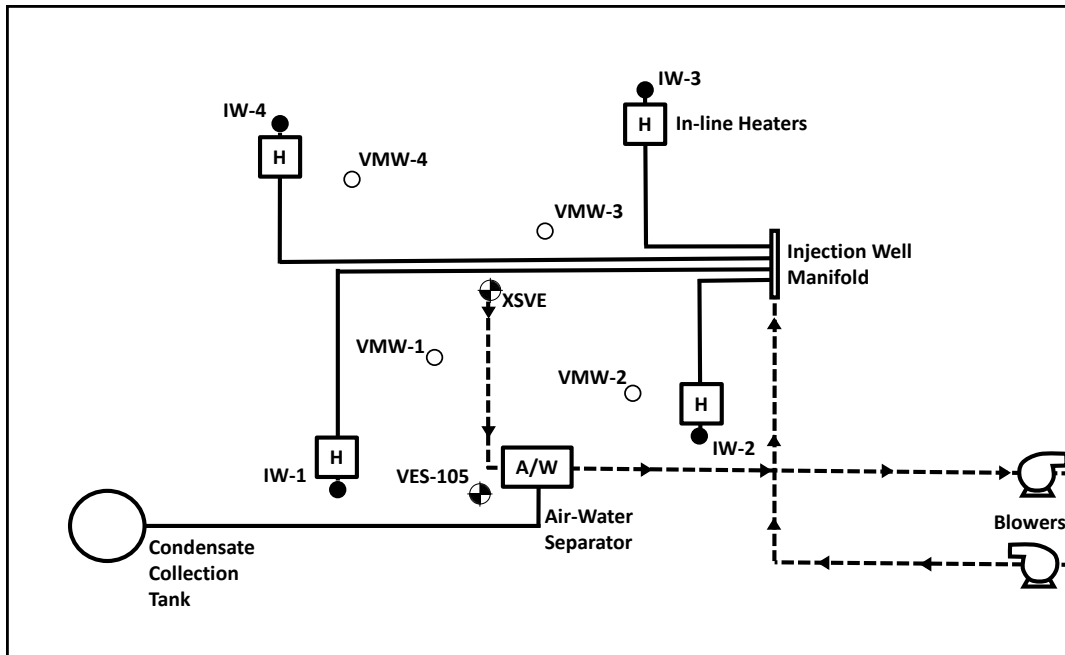 IW-3
IW-4
H
In-line Heaters
H
VMW-4
VMW-3
Injection Well
Manifold
XSVE
VMW-1
VMW-2
H
IW-2
H
IW-1
A/W
VES-105
Air-Water
Separator
Blowers
Condensate
Collection
Tank